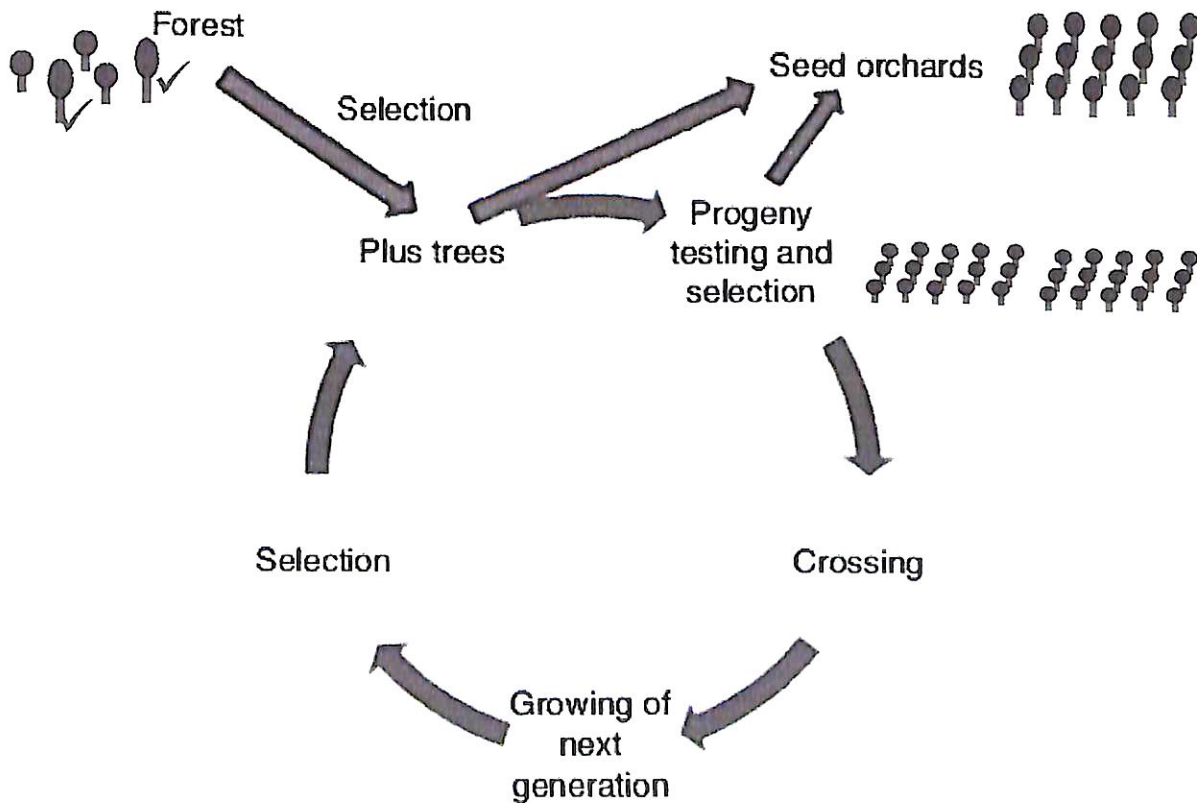 Forest
Selection
Seed orchards
Plus trees
Progeny
testing and
selection
Selection
Crossing
Growing of
next
generation